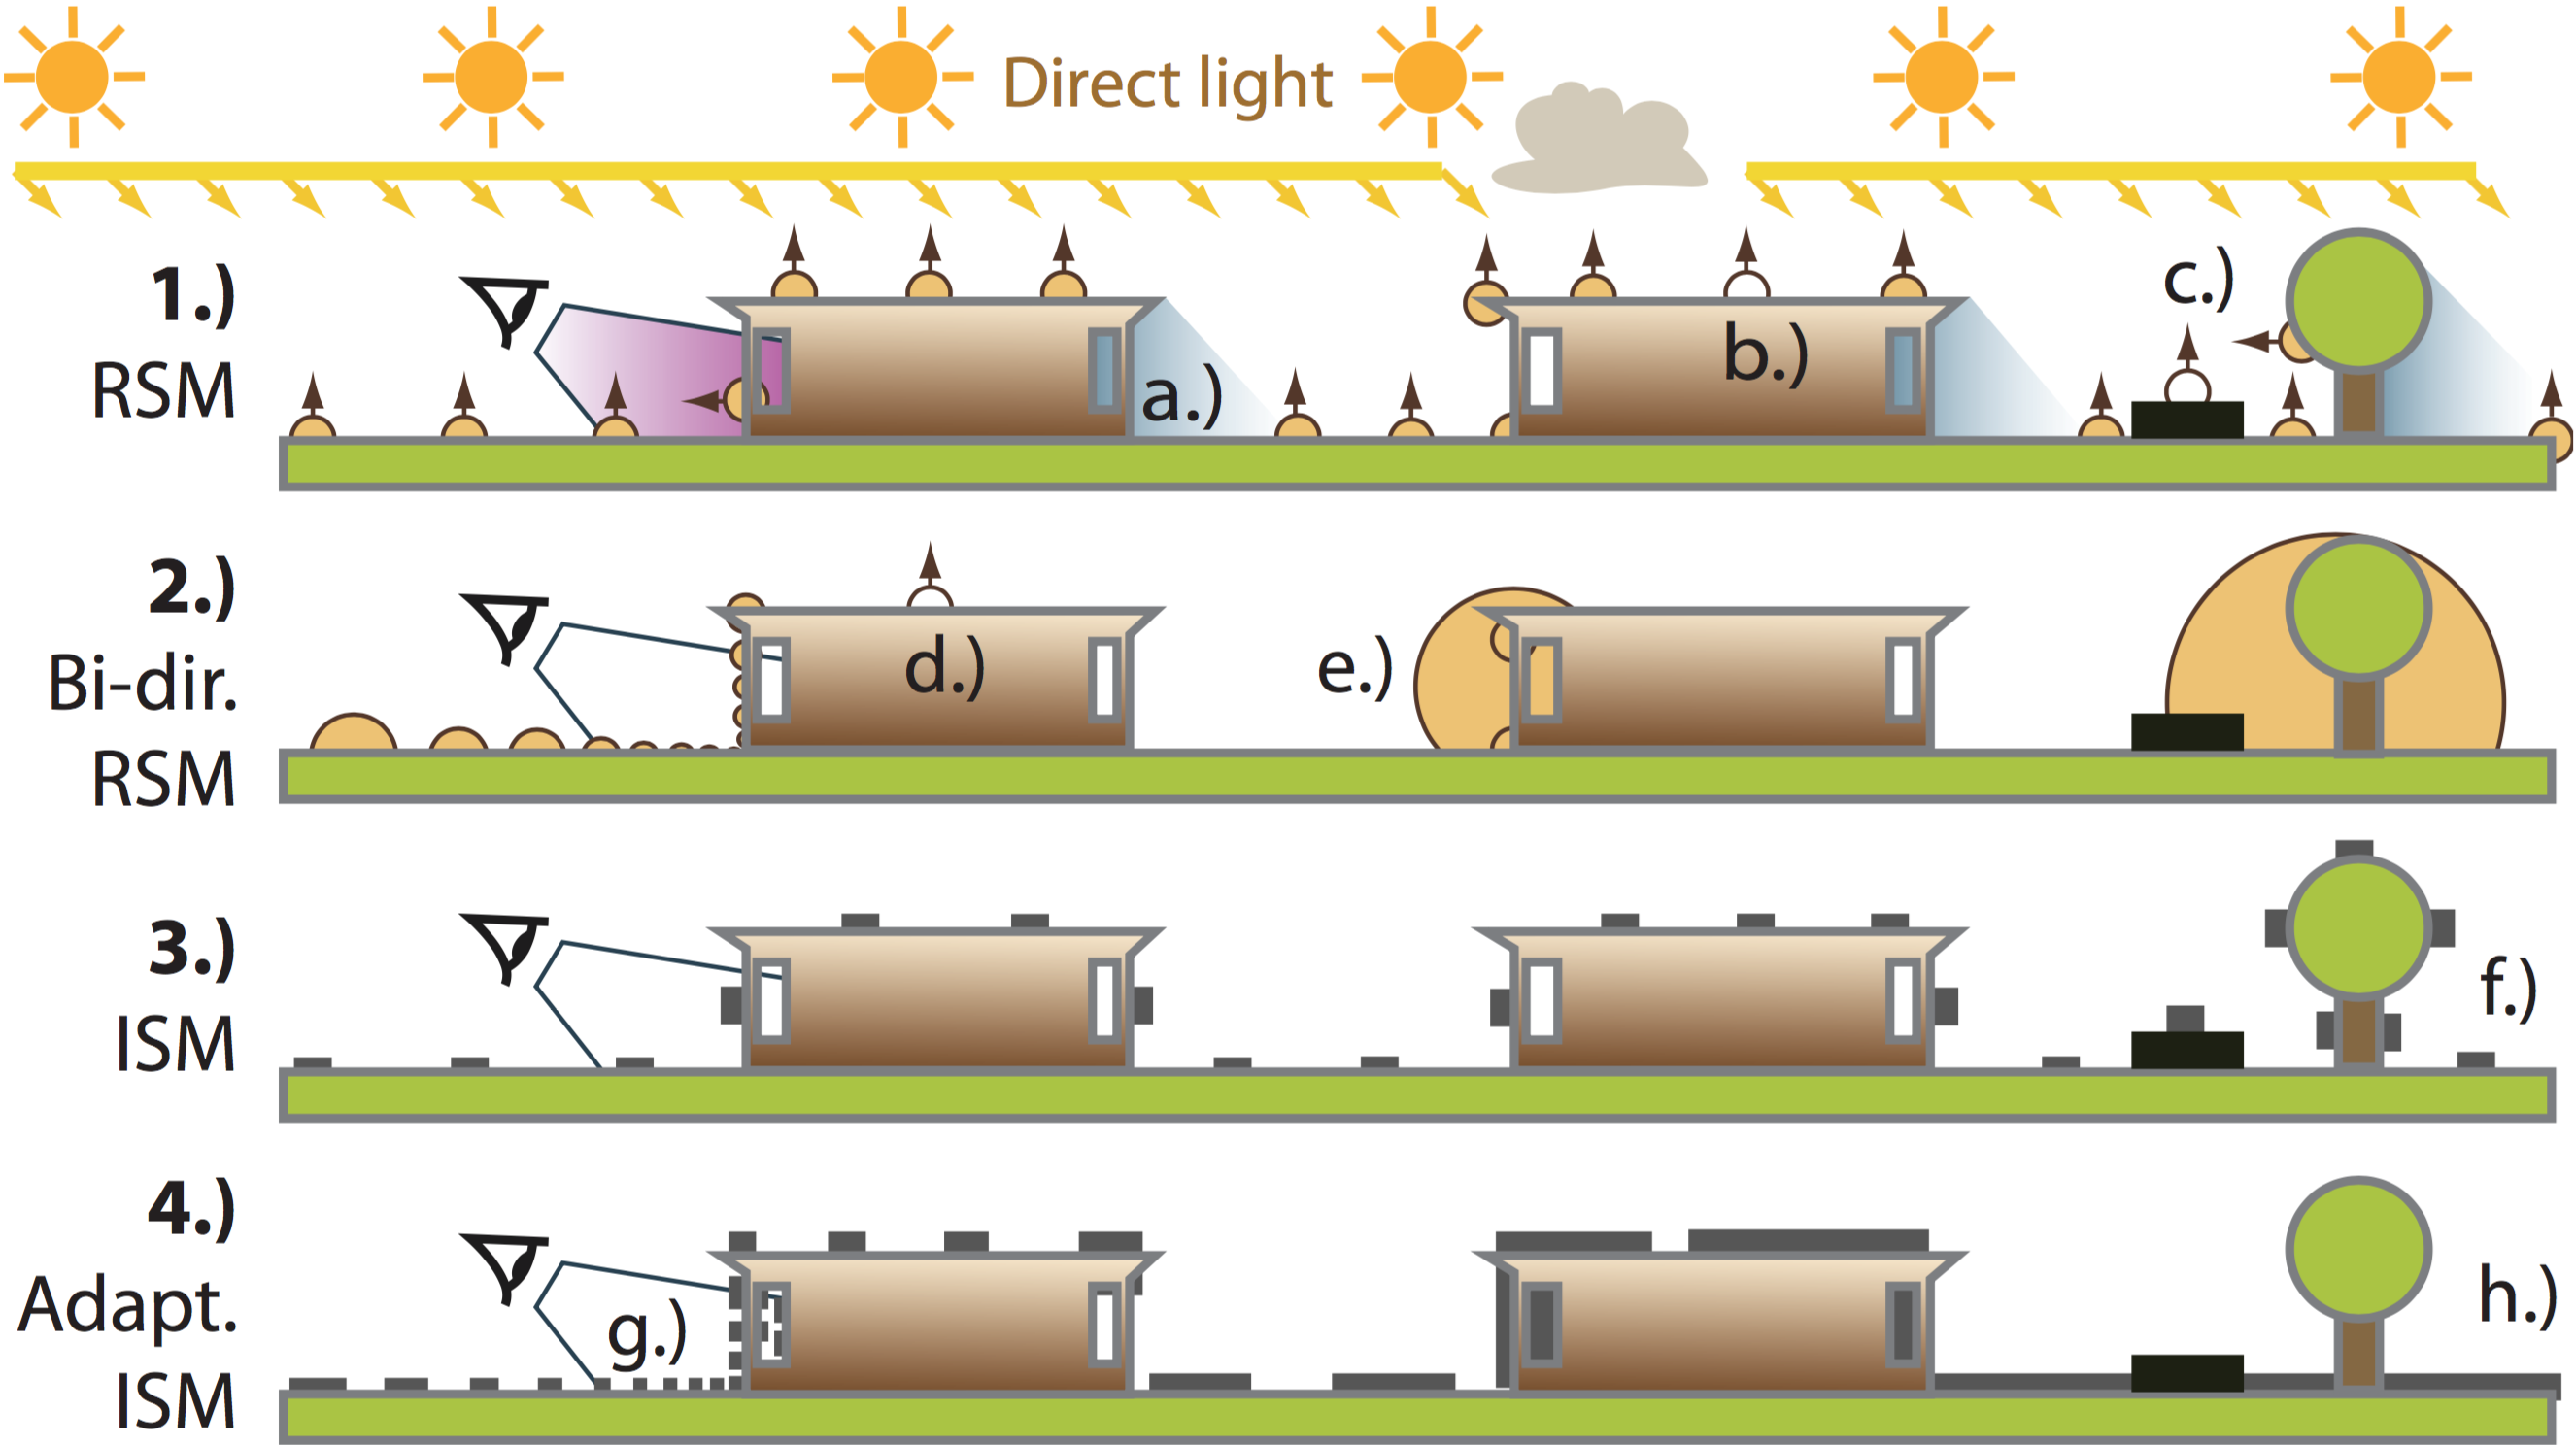 Direct light
1.)
RSM
a.)
b.)
c.)
2.)
Bi-dir.
RSM
d.)
e.)
3.)
ISM
f.)
4.)
Adapt.
ISM
g.)
h.)